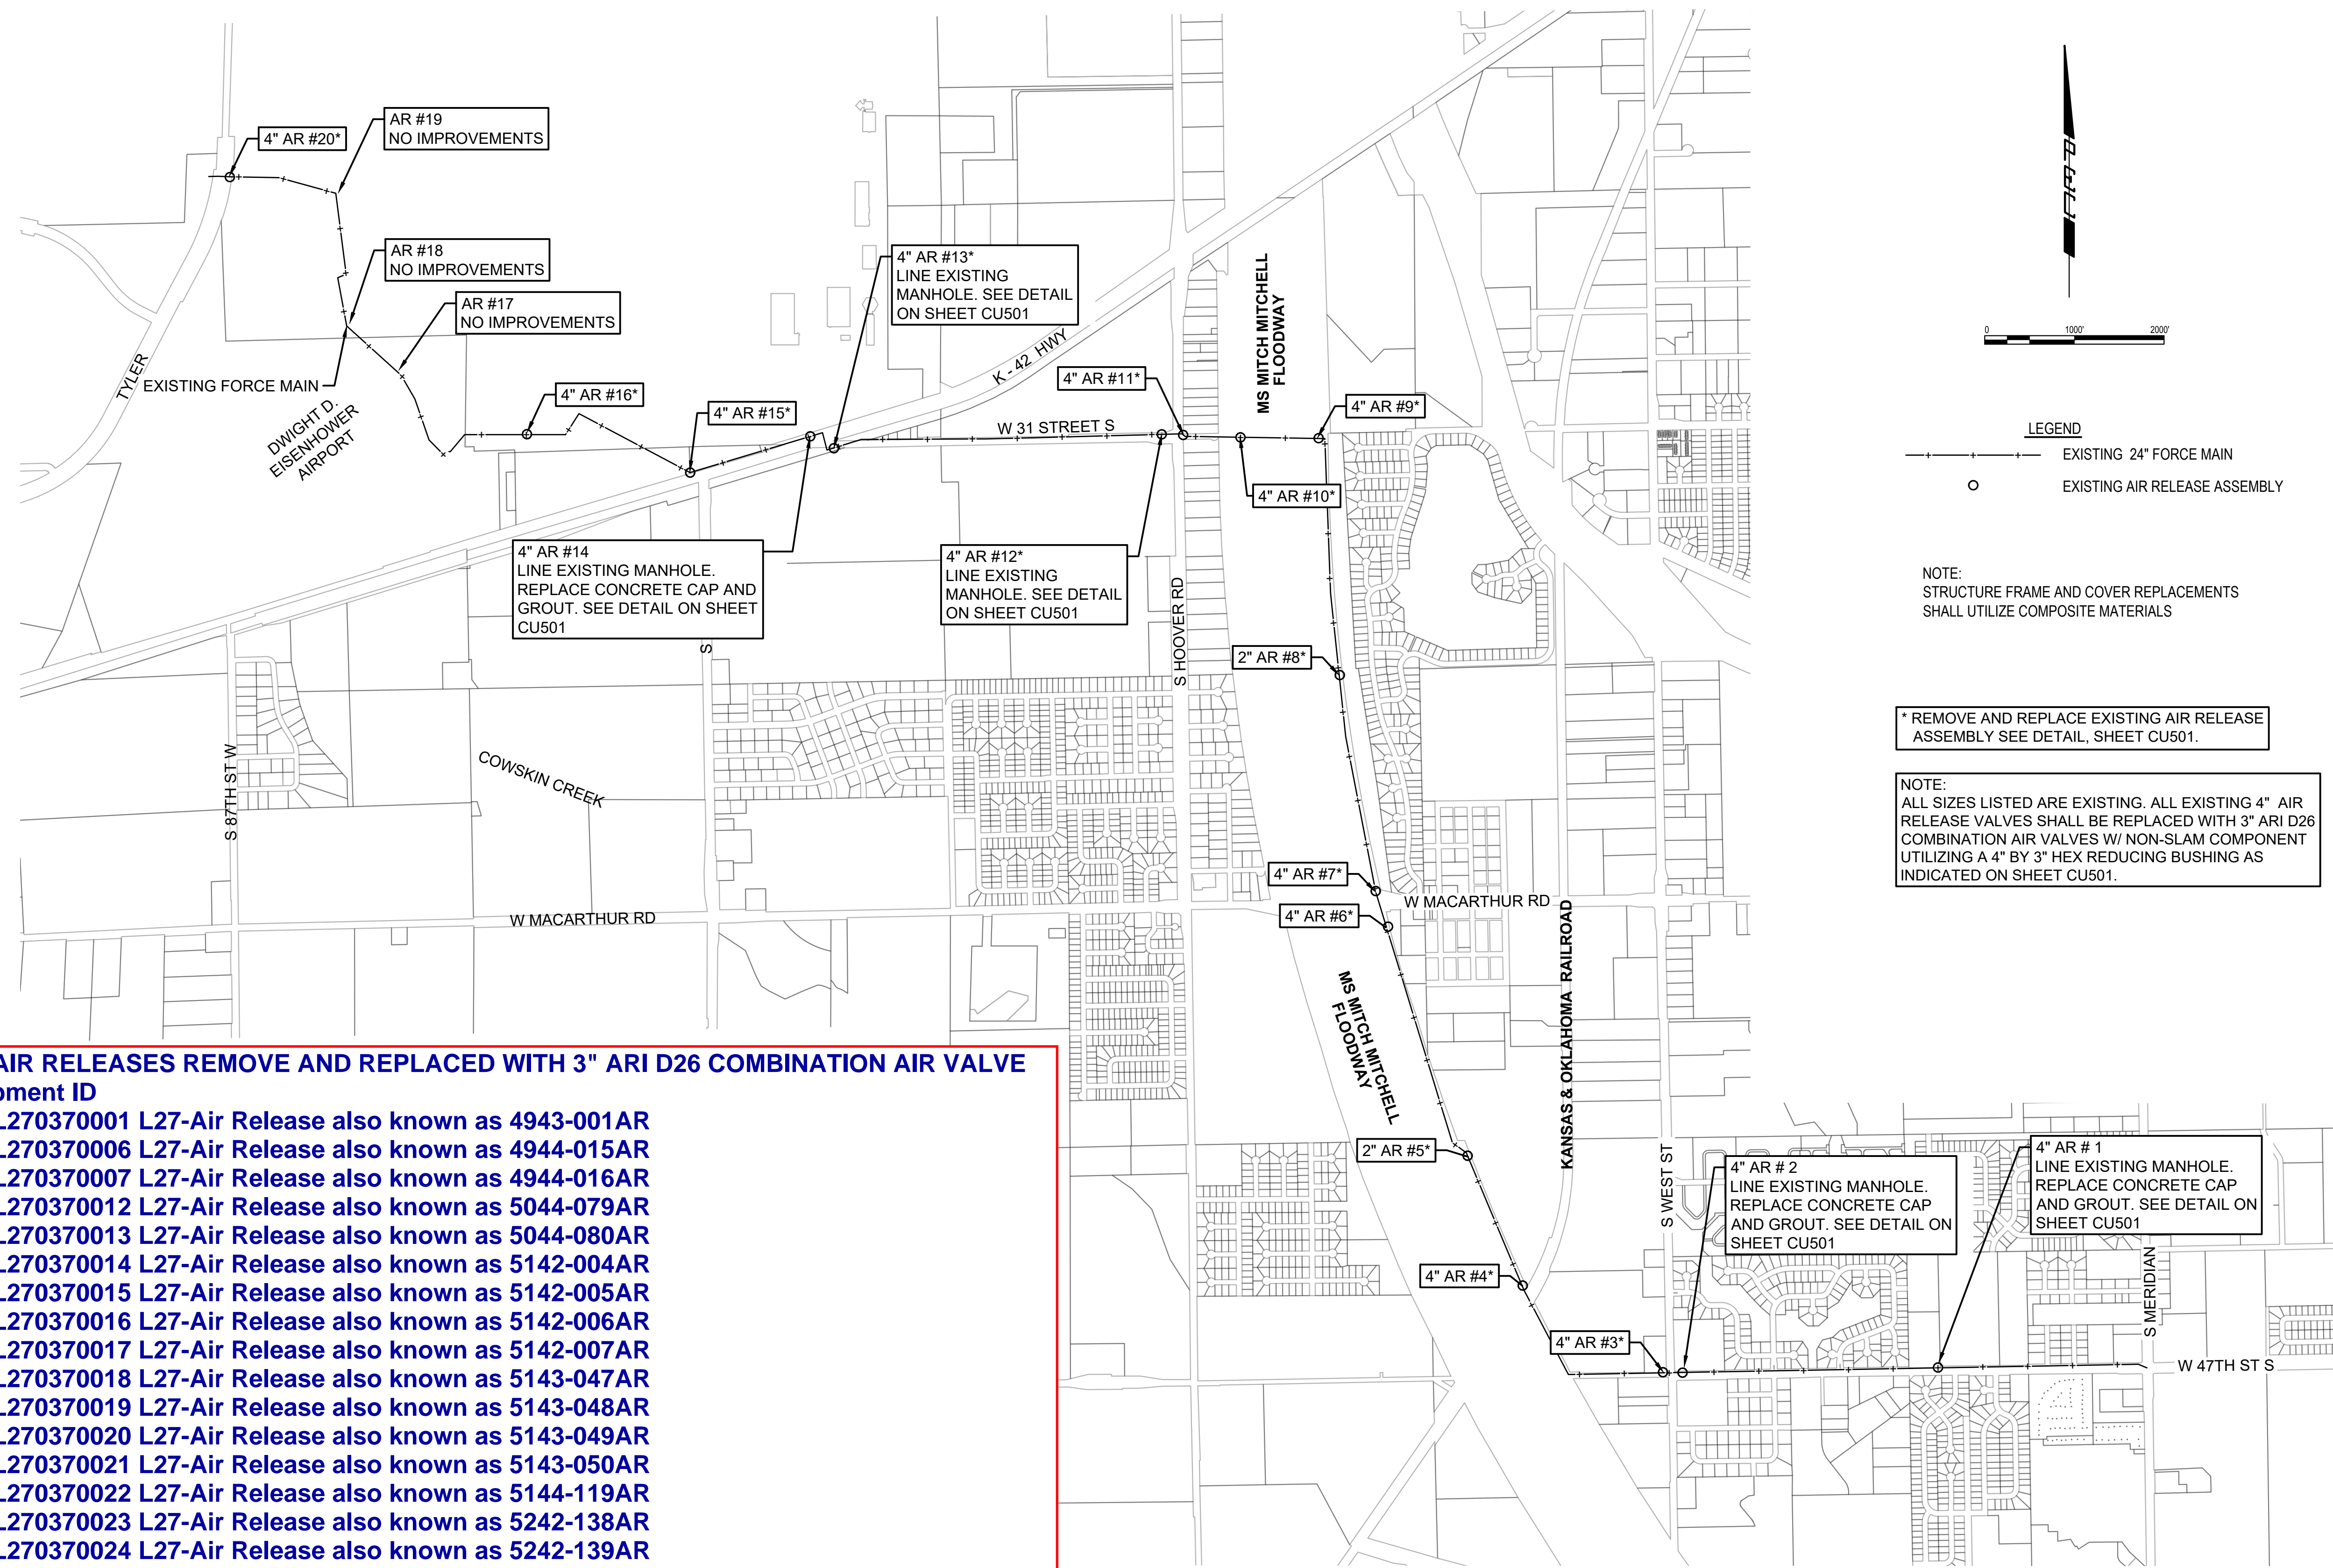 4" AR #20*
AR #19
NO IMPROVEMENTS
AR #18
NO IMPROVEMENTS
AR #17
NO IMPROVEMENTS
EXISTING FORCE MAIN
TYLER
DWIGHT D.
EISENHOWER
AIRPORT
4" AR #16*
4" AR #15*
4" AR #13*
LINE EXISTING
MANHOLE. SEE DETAIL
ON SHEET CU501
K - 42 HWY
4" AR #11*
MS MITCH MITCHELL
FLOODWAY
4" AR #9*
W 31 STREET S
4" AR #10*
4" AR #14
LINE EXISTING MANHOLE.
REPLACE CONCRETE CAP AND
GROUT. SEE DETAIL ON SHEET
CU501
4" AR #12*
LINE EXISTING
MANHOLE. SEE DETAIL
ON SHEET CU501
S HOOVER RD
S
2" AR #8*
S 87TH ST W
COWSKIN CREEK
4" AR #7*
W MACARTHUR RD
4" AR #6*
W MACARTHUR RD
MS MITCH MITCHELL
FLOODWAY
KANSAS & OKLAHOMA RAILROAD
2" AR #5*
S WEST ST
4" AR #4*
4" AR #3*
4" AR # 2
LINE EXISTING MANHOLE.
REPLACE CONCRETE CAP
AND GROUT. SEE DETAIL ON
SHEET CU501
4" AR # 1
LINE EXISTING MANHOLE.
REPLACE CONCRETE CAP
AND GROUT. SEE DETAIL ON
SHEET CU501
S MERIDIAN
W 47TH ST S
0 1000' 2000'
LEGEND
EXISTING 24" FORCE MAIN
EXISTING AIR RELEASE ASSEMBLY
NOTE:
STRUCTURE FRAME AND COVER REPLACEMENTS
SHALL UTILIZE COMPOSITE MATERIALS
* REMOVE AND REPLACE EXISTING AIR RELEASE
ASSEMBLY SEE DETAIL, SHEET CU501.
NOTE:
ALL SIZES LISTED ARE EXISTING. ALL EXISTING 4" AIR
RELEASE VALVES SHALL BE REPLACED WITH 3" ARI D26
COMBINATION AIR VALVES W/ NON-SLAM COMPONENT
UTILIZING A 4" BY 3" HEX REDUCING BUSHING AS
INDICATED ON SHEET CU501.
AIR RELEASES REMOVE AND REPLACED WITH 3" ARI D26 COMBINATION AIR VALVE
pment ID
L270370001 L27-Air Release also known as 4943-001AR
L270370006 L27-Air Release also known as 4944-015AR
L270370007 L27-Air Release also known as 4944-016AR
L270370012 L27-Air Release also known as 5044-079AR
L270370013 L27-Air Release also known as 5044-080AR
L270370014 L27-Air Release also known as 5142-004AR
L270370015 L27-Air Release also known as 5142-005AR
L270370016 L27-Air Release also known as 5142-006AR
L270370017 L27-Air Release also known as 5142-007AR
L270370018 L27-Air Release also known as 5143-047AR
L270370019 L27-Air Release also known as 5143-048AR
L270370020 L27-Air Release also known as 5143-049AR
L270370021 L27-Air Release also known as 5143-050AR
L270370022 L27-Air Release also known as 5144-119AR
L270370023 L27-Air Release also known as 5242-138AR
L270370024 L27-Air Release also known as 5242-139AR